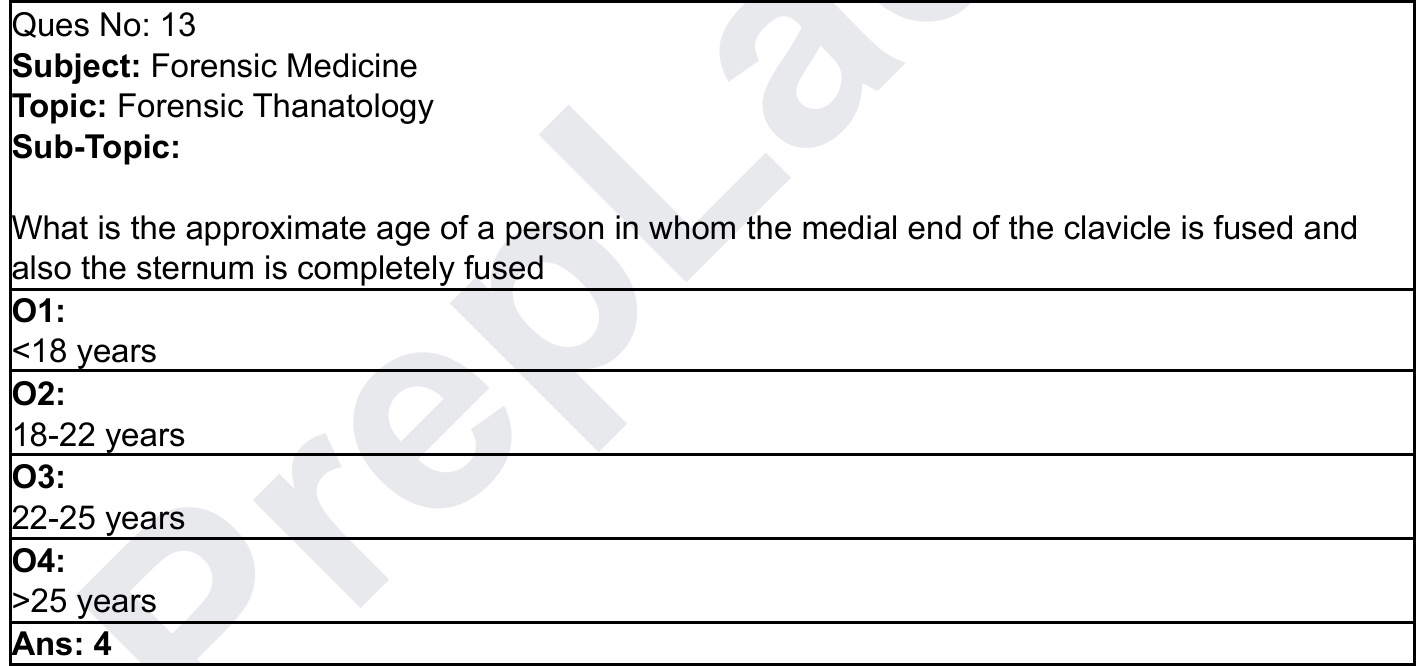 Ques No: 13
Subject: Forensic Medicine
Topic: Forensic Thanatology
Sub-Topic:
What is the approximate age of a person in whom the medial end of the clavicle is fused and
also the sternum is completely fused
O1:
<18 years
O2:
18-22 years
O3:
22-25 years
O4:
>25 years
Ans: 4